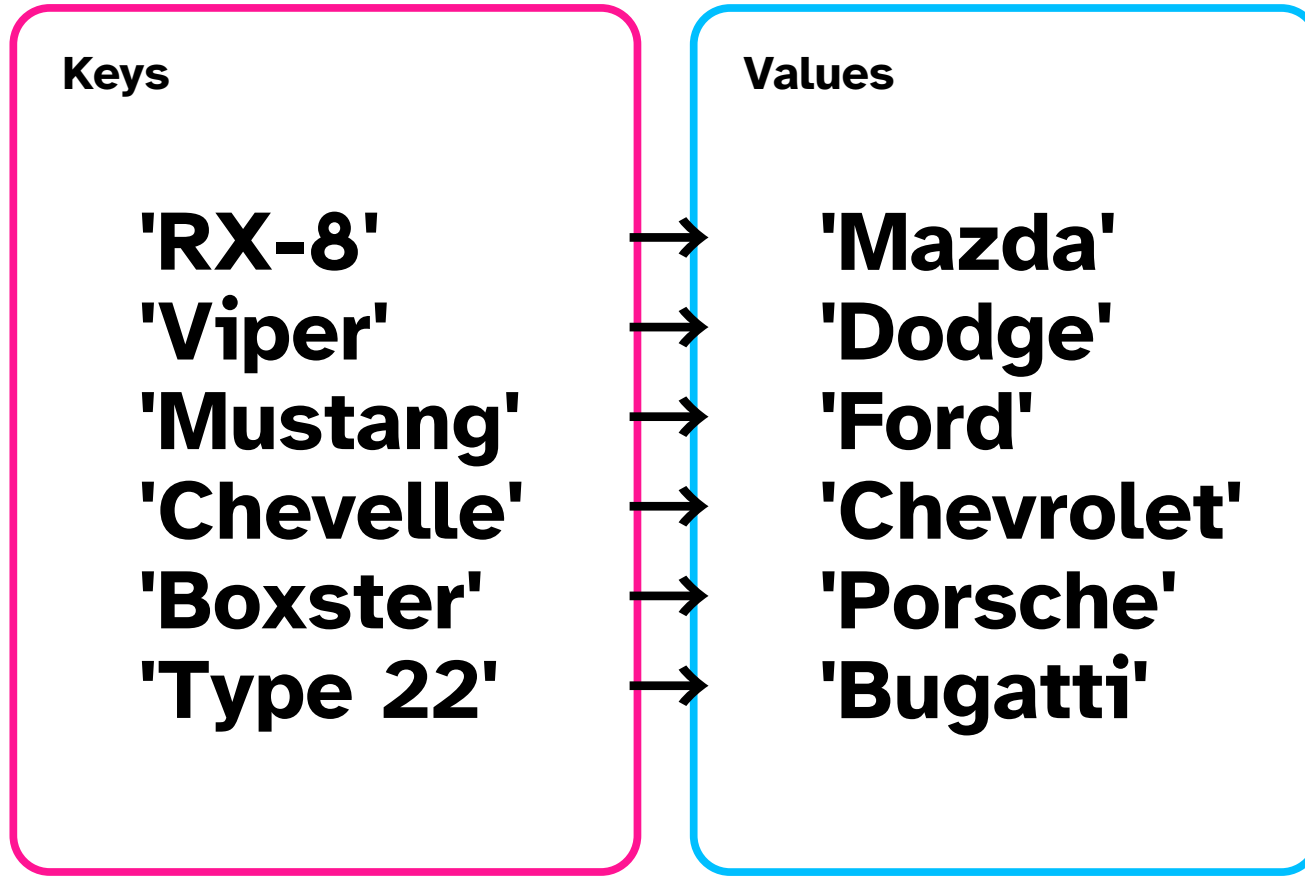 Keys
'RX-8'
'Viper'
'Mustang'
'Chevelle'
'Boxster'
'Type 22'
Values
'Mazda'
'Dodge'
'Ford'
'Chevrolet'
'Porsche'
'Bugatti'